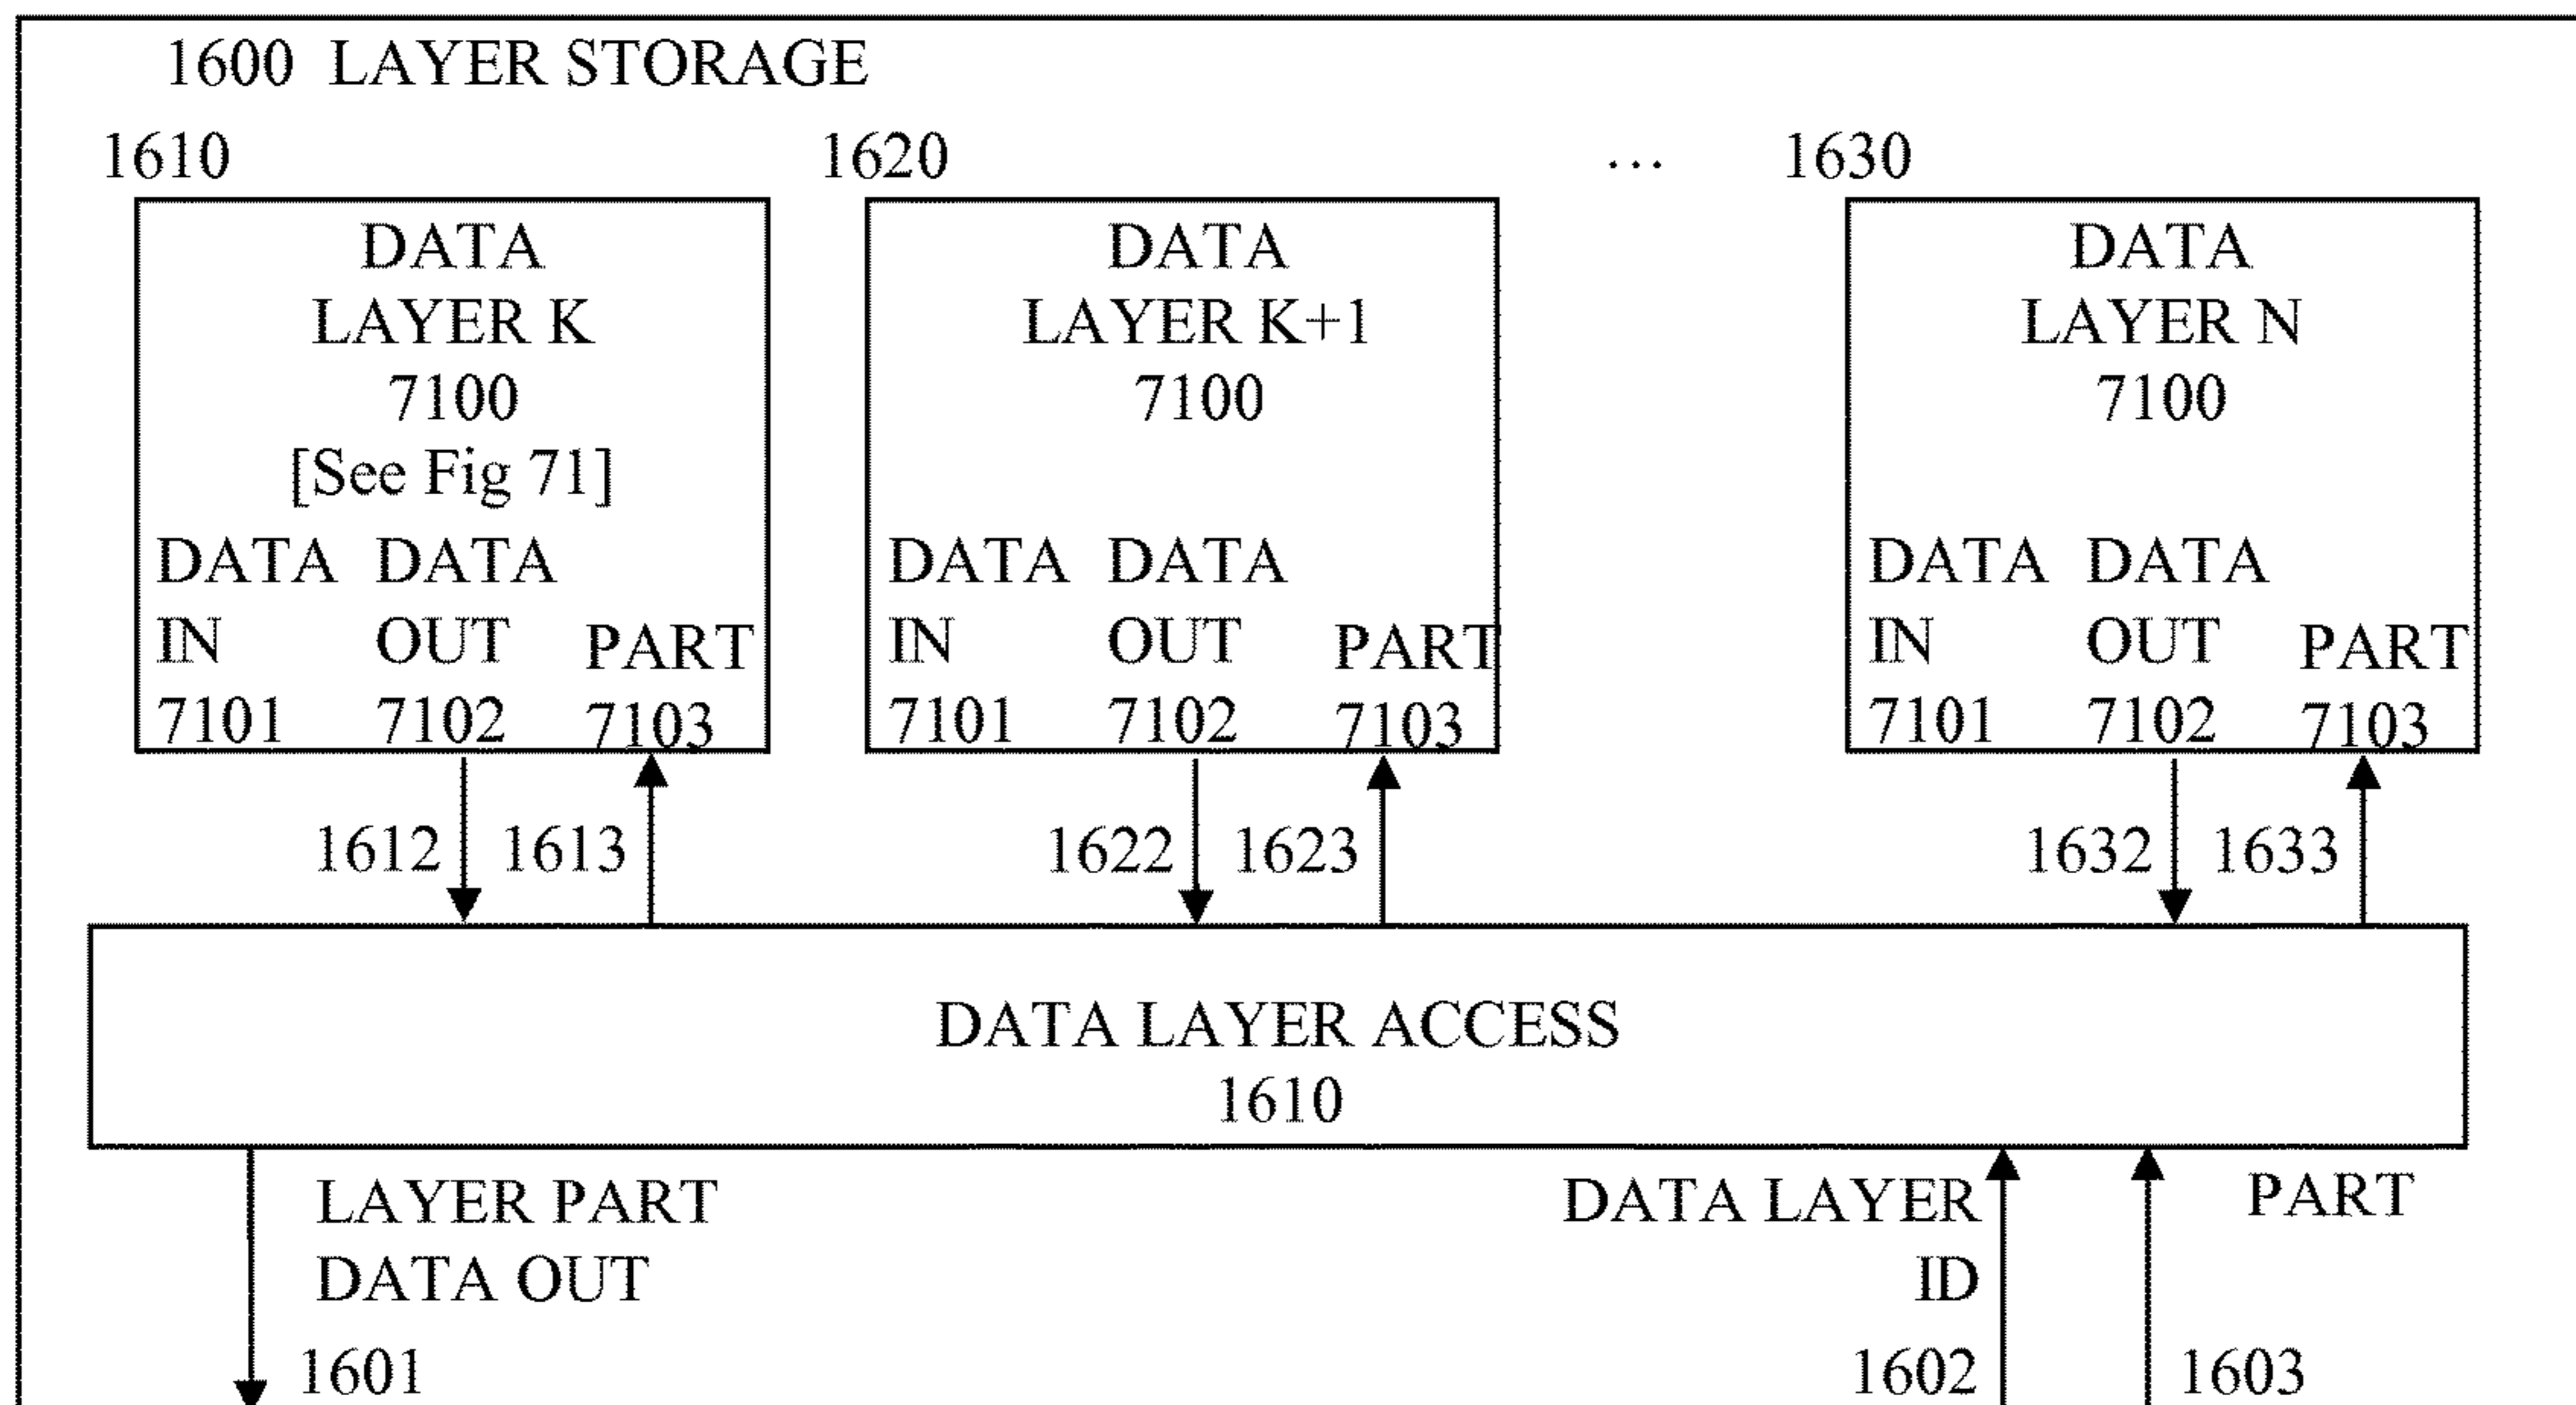 1600 LAYER STORAGE
1610
1620
...
1630
DATA
LAYER K
7100
[See Fig 71]
DATA DATA
IN OUT PART
7101 7102 7103
DATA
LAYER K+1
7100
DATA DATA
IN OUT PART
7101 7102 7103
DATA
LAYER N
7100
DATA DATA
IN OUT PART
7101 7102 7103
1612 1613
1622 1623
1632 1633
DATA LAYER ACCESS
1610
LAYER PART
DATA OUT
1601
DATA LAYER
ID
1602
PART
1603